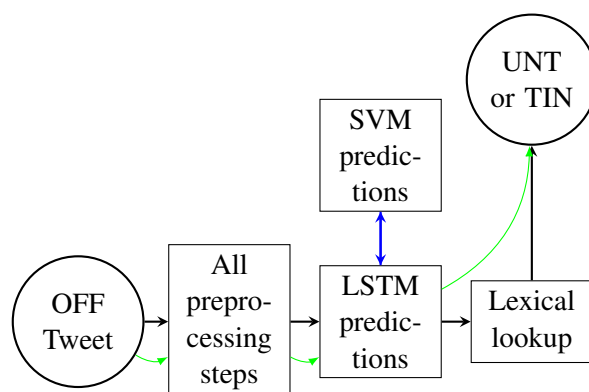 UNT
or TIN
SVM
predic-
tions
OFF
Tweet
All
prepro-
cessing
steps
LSTM
predic-
tions
Lexical
lookup